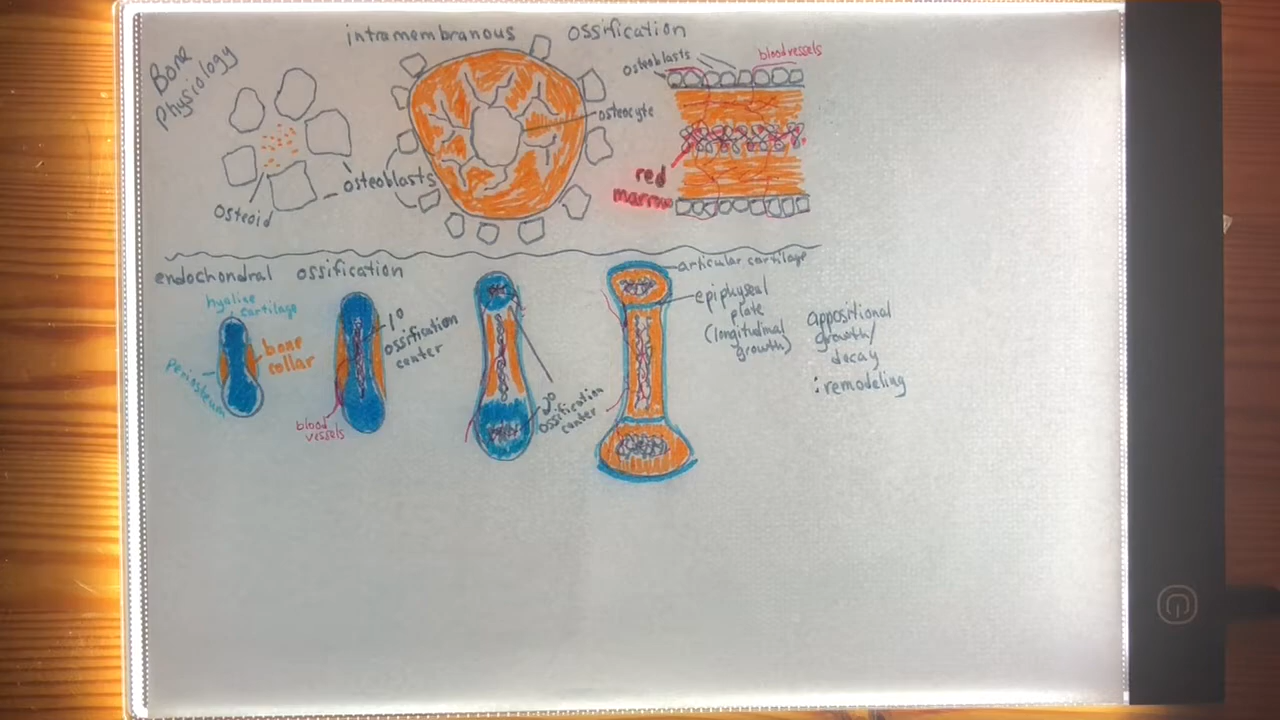 Bone
Physiology
intramembranous ossification
osteoblasts
blood vessels
osteocyte
osteoblasts
osteoid
red
marrow
endochondral ossification
hyaline
cartilage
periosteum
bone
collar
blood
vessels
1°
ossification
center
2°
ossification
center
articular cartilage
epiphyseal
plate
(longitudinal
growth)
appositional
growth/
decay
: remodeling